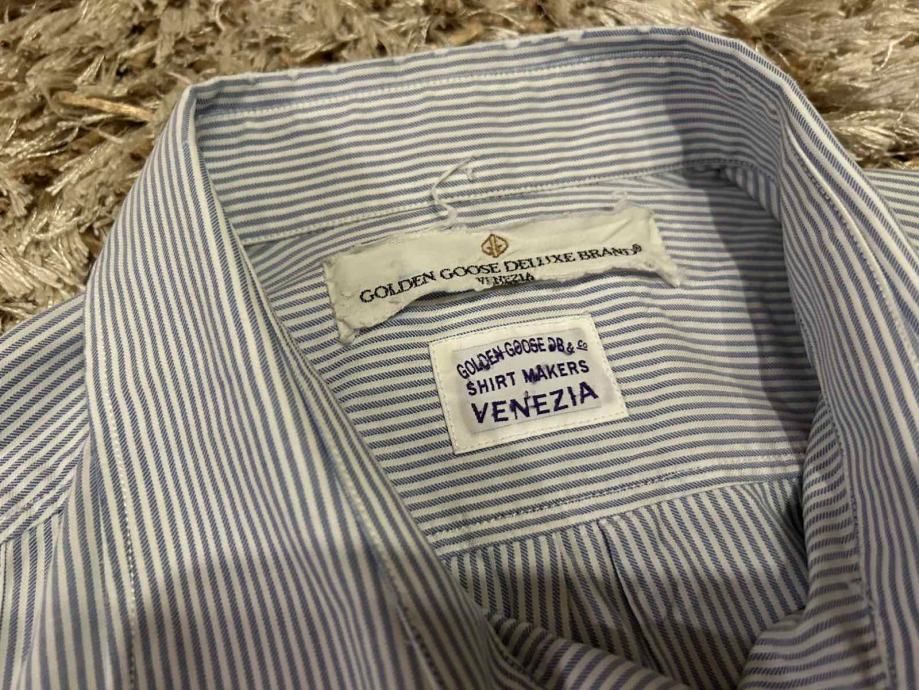 GOLDEN GOOSE DELUXE BRAND®
VENEZIA
GOLDEN GOOSE DB & Co
SHIRT MAKERS
VENEZIA